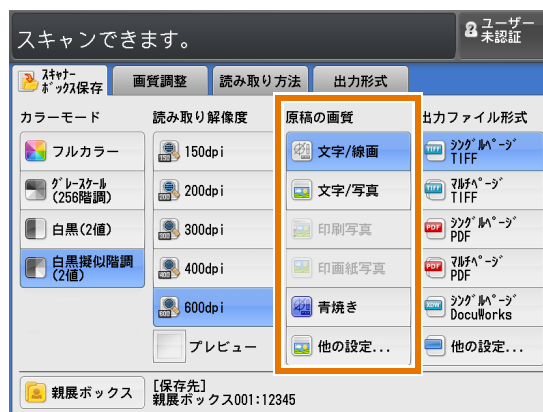 スキャンできます。
ユーザー
未認証
スキャナー
ボックス保存
画質調整
読み取り方法
出力形式
カラーモード
フルカラー
グレースケール
(256階調)
白黒(2値)
白黒擬似階調
(2値)
読み取り解像度
150dpi
200dpi
300dpi
400dpi
600dpi
プレビュー
原稿の画質
文字/線画
文字/写真
印刷写真
印画紙写真
青焼き
他の設定...
出力ファイル形式
シングルページ
TIFF
マルチページ
TIFF
シングルページ
PDF
マルチページ
PDF
シングルページ
DocuWorks
他の設定...
親展ボックス
[保存先]
親展ボックス001:12345